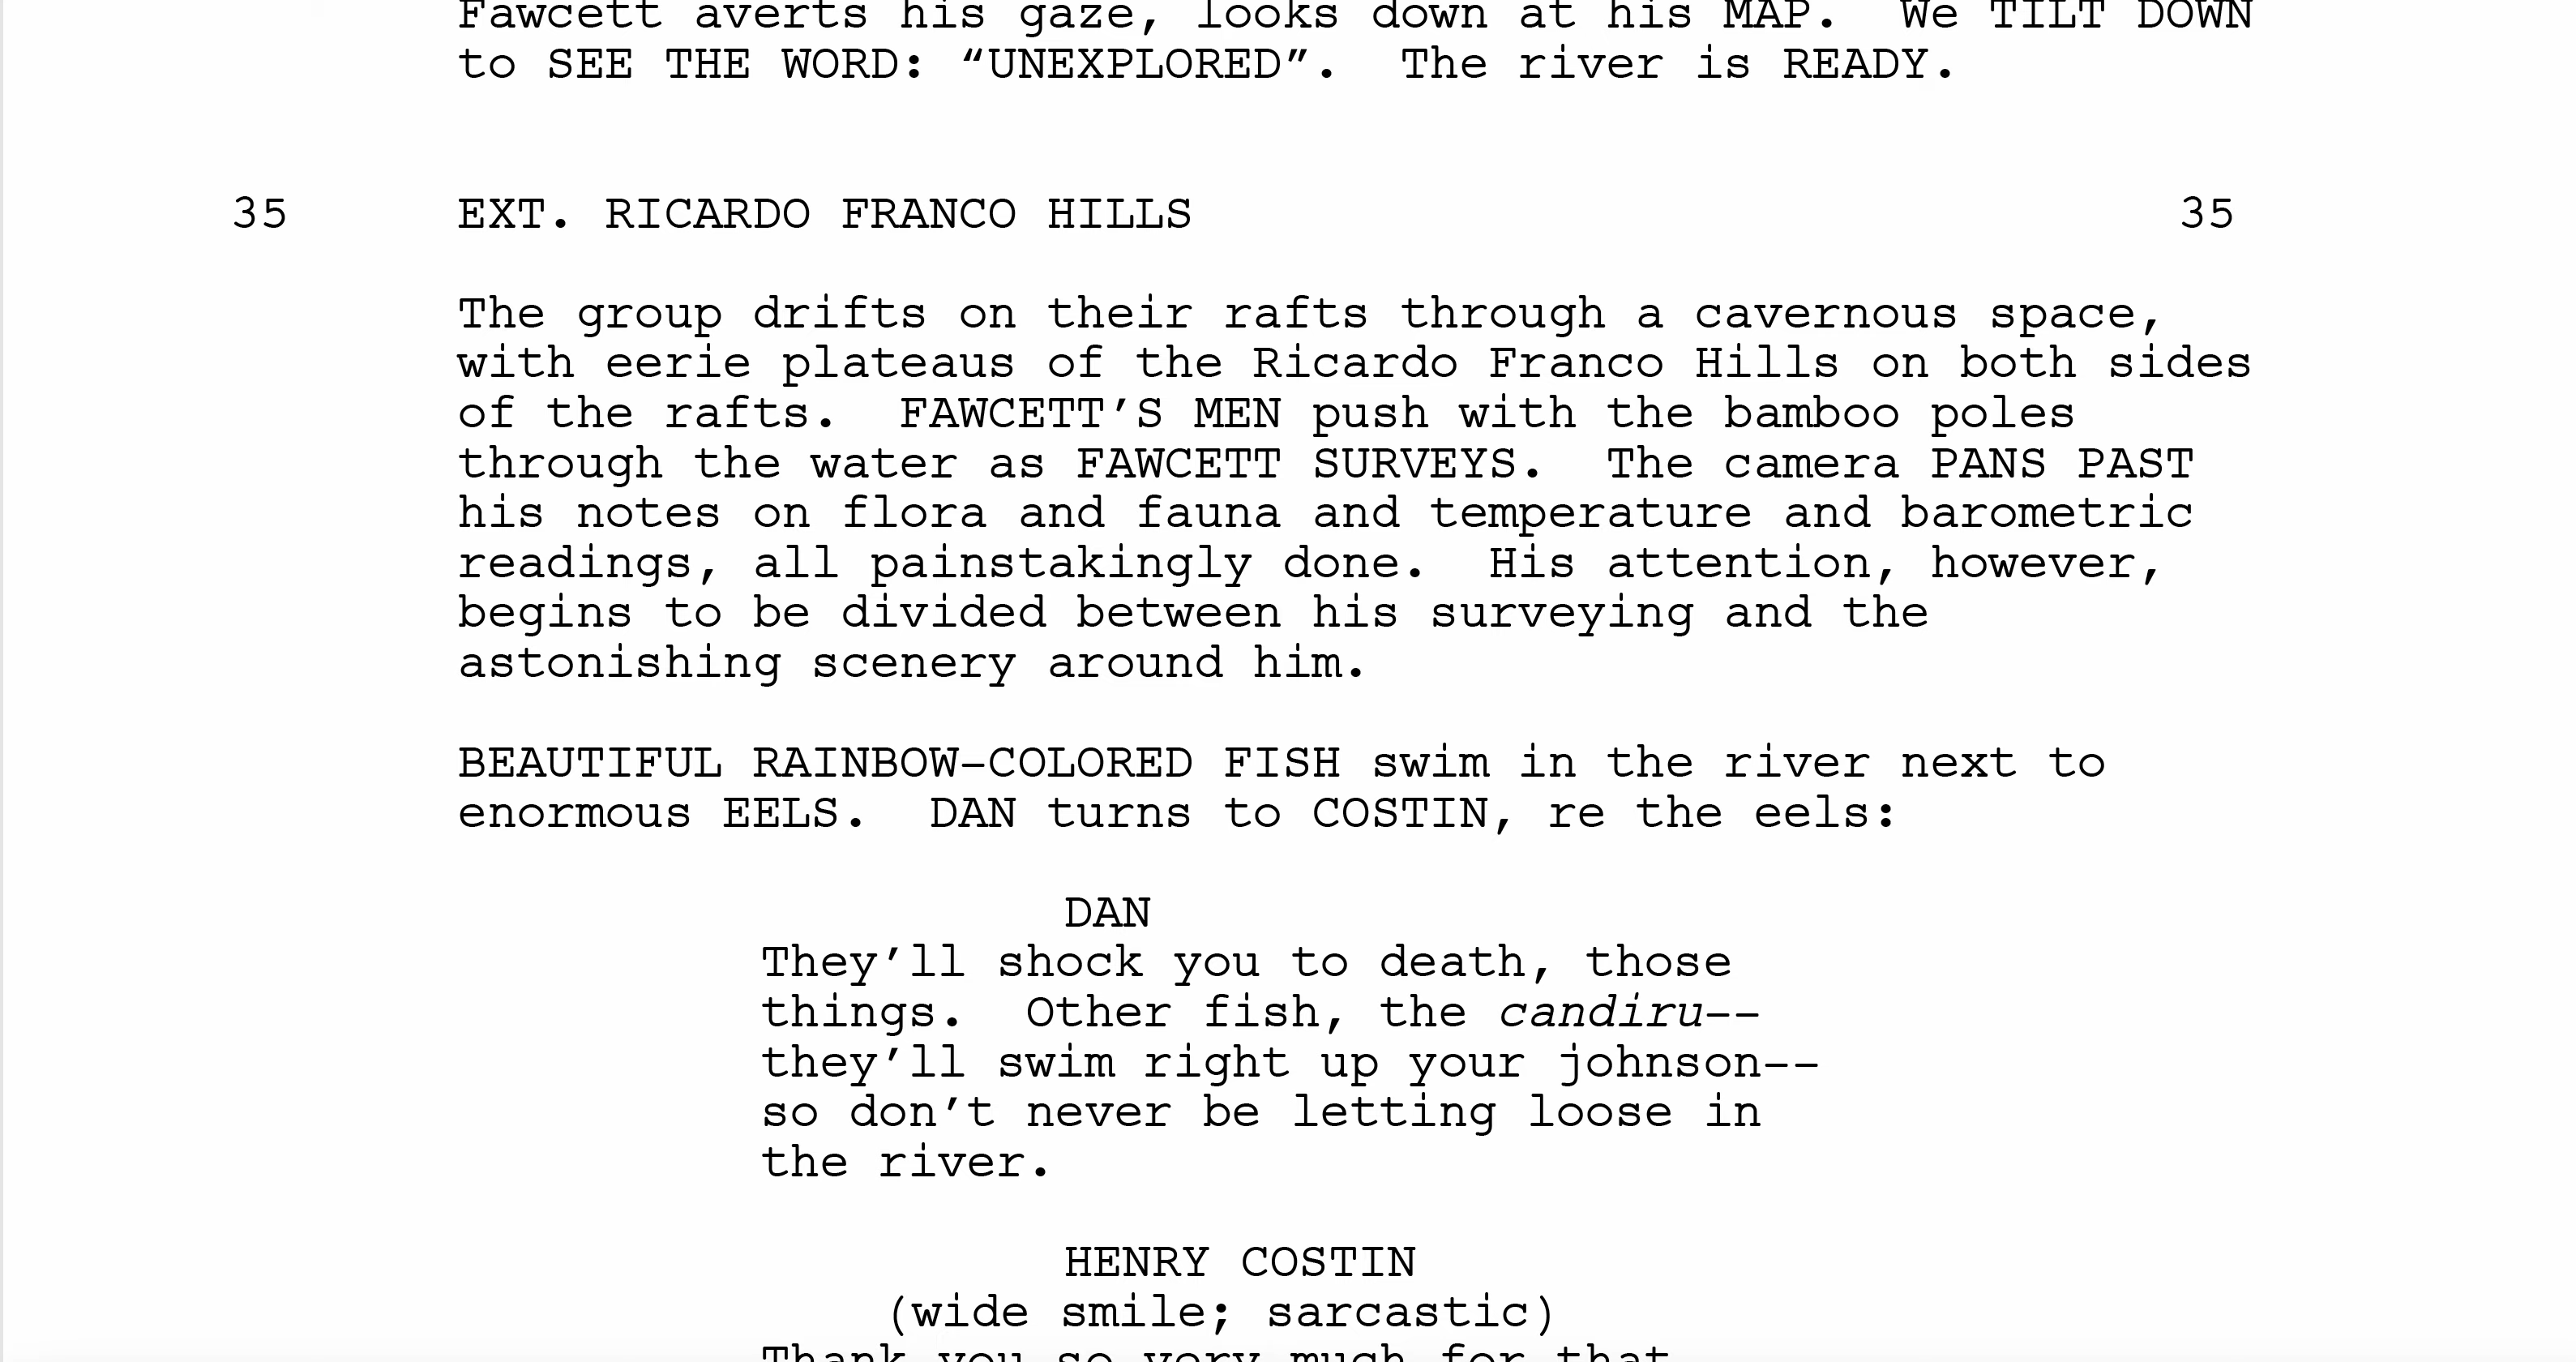 Fawcett averts his gaze, looks down at his MAP.  We TILT DOWN
to SEE THE WORD: “UNEXPLORED”.  The river is READY.
35 EXT. RICARDO FRANCO HILLS 35
The group drifts on their rafts through a cavernous space,
with eerie plateaus of the Ricardo Franco Hills on both sides
of the rafts.  FAWCETT’S MEN push with the bamboo poles
through the water as FAWCETT SURVEYS.  The camera PANS PAST
his notes on flora and fauna and temperature and barometric
readings, all painstakingly done.  His attention, however,
begins to be divided between his surveying and the
astonishing scenery around him.
BEAUTIFUL RAINBOW-COLORED FISH swim in the river next to
enormous EELS.  DAN turns to COSTIN, re the eels:
DAN
They’ll shock you to death, those
things.  Other fish, the candiru--
they’ll swim right up your johnson--
so don’t never be letting loose in
the river.
HENRY COSTIN
(wide smile; sarcastic)
Thank you so very much for that